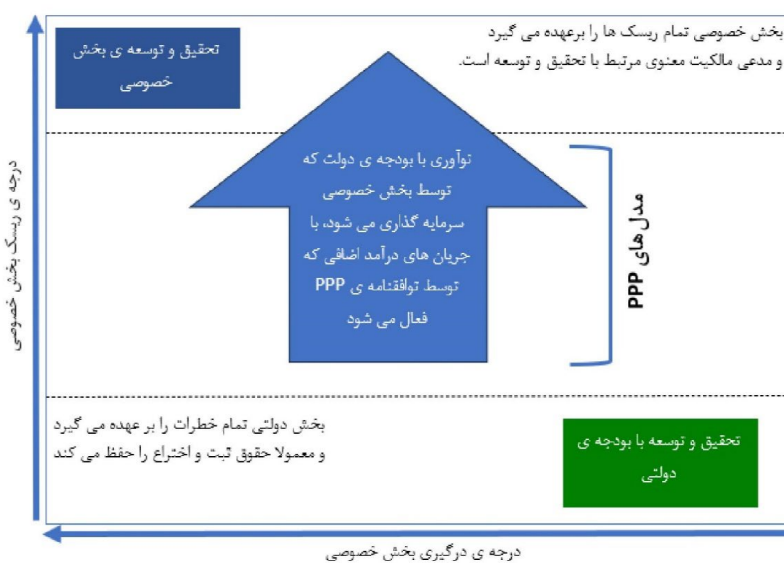 بخش خصوصی تمام ریسک ها را برعهده می گیرد
و مدعی مالکیت معنوی مرتبط با تحقیق و توسعه است.
تحقیق و توسعه ی بخش
خصوصی
نوآوری با بودجه ی دولت که
توسط بخش خصوصی
سرمایه گذاری می شود، با
جریان های درآمد اضافی که
توسط توافقنامه ی PPP
فعال می شود
مدل های PPP
درجه ی ریسک بخش خصوصی
بخش دولتی تمام خطرات را بر عهده می گیرد
و معمولا حقوق ثبت و اختراع را حفظ می کند
تحقیق و توسعه با بودجه ی
دولتی
درجه ی درگیری بخش خصوصی